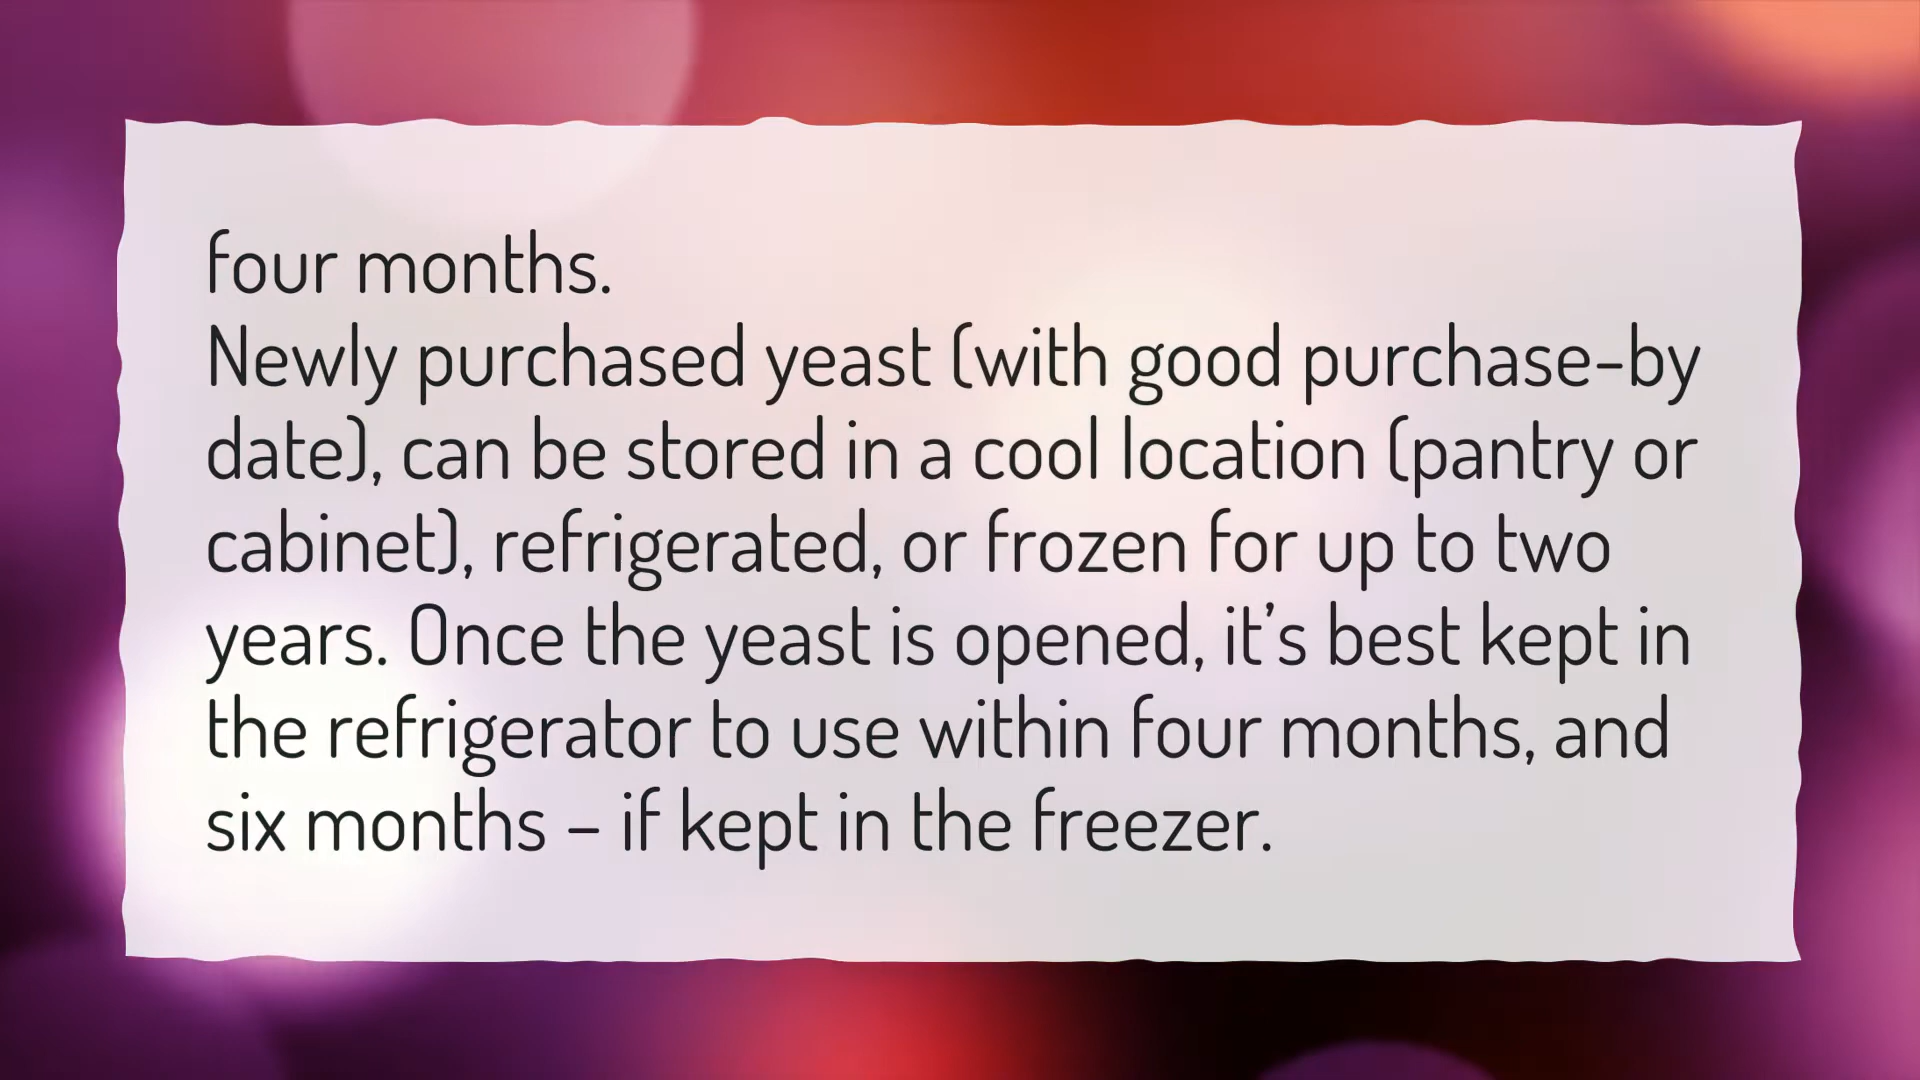 four months.
Newly purchased yeast (with good purchase-by
date), can be stored in a cool location (pantry or
cabinet), refrigerated, or frozen for up to two
years. Once the yeast is opened, it’s best kept in
the refrigerator to use within four months, and
six months – if kept in the freezer.